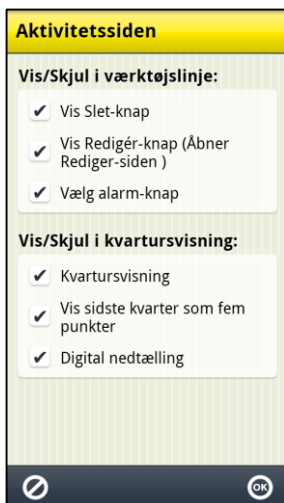 Aktivitetssiden
Vis/Skjul i værktøjslinje:
Vis Slet-knap
Vis Redigér-knap (Åbner
Rediger-siden )
Vælg alarm-knap
Vis/Skjul i kvartursvisning:
Kvartursvisning
Vis sidste kvarter som fem
punkter
Digital nedtælling
OK